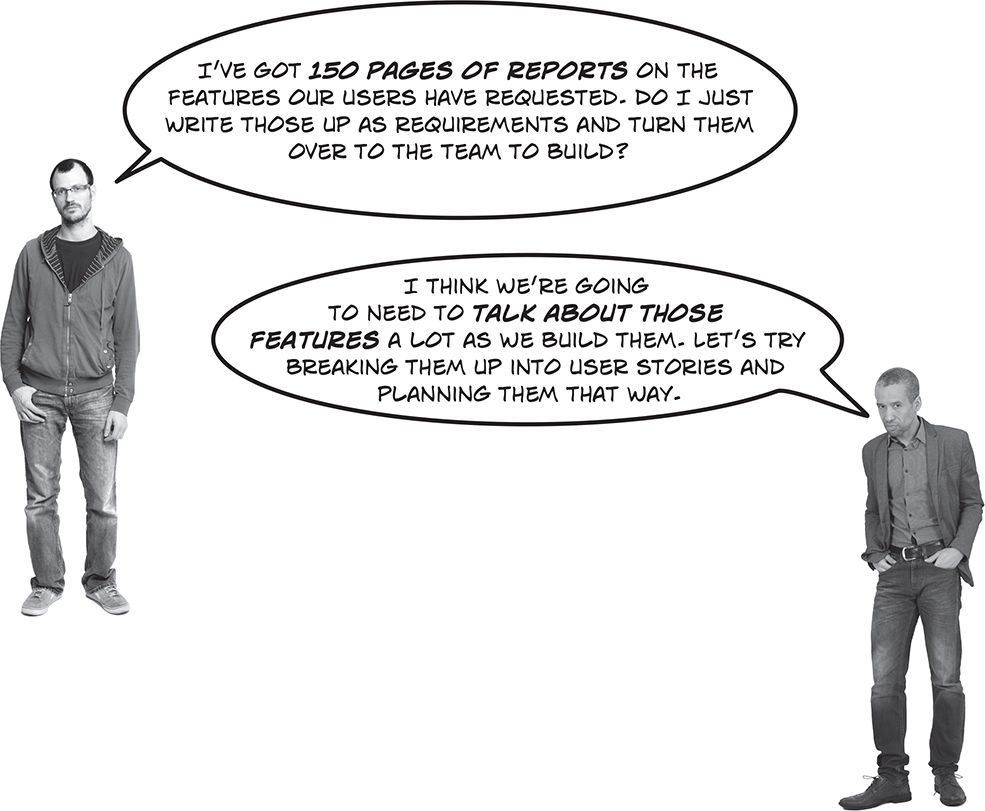 I'VE GOT 150 PAGES OF REPORTS ON THE
FEATURES OUR USERS HAVE REQUESTED. DO I JUST
WRITE THOSE UP AS REQUIREMENTS AND TURN THEM
OVER TO THE TEAM TO BUILD?
I THINK WE'RE GOING
TO NEED TO TALK ABOUT THOSE
FEATURES A LOT AS WE BUILD THEM. LET'S TRY
BREAKING THEM UP INTO USER STORIES AND
PLANNING THEM THAT WAY.